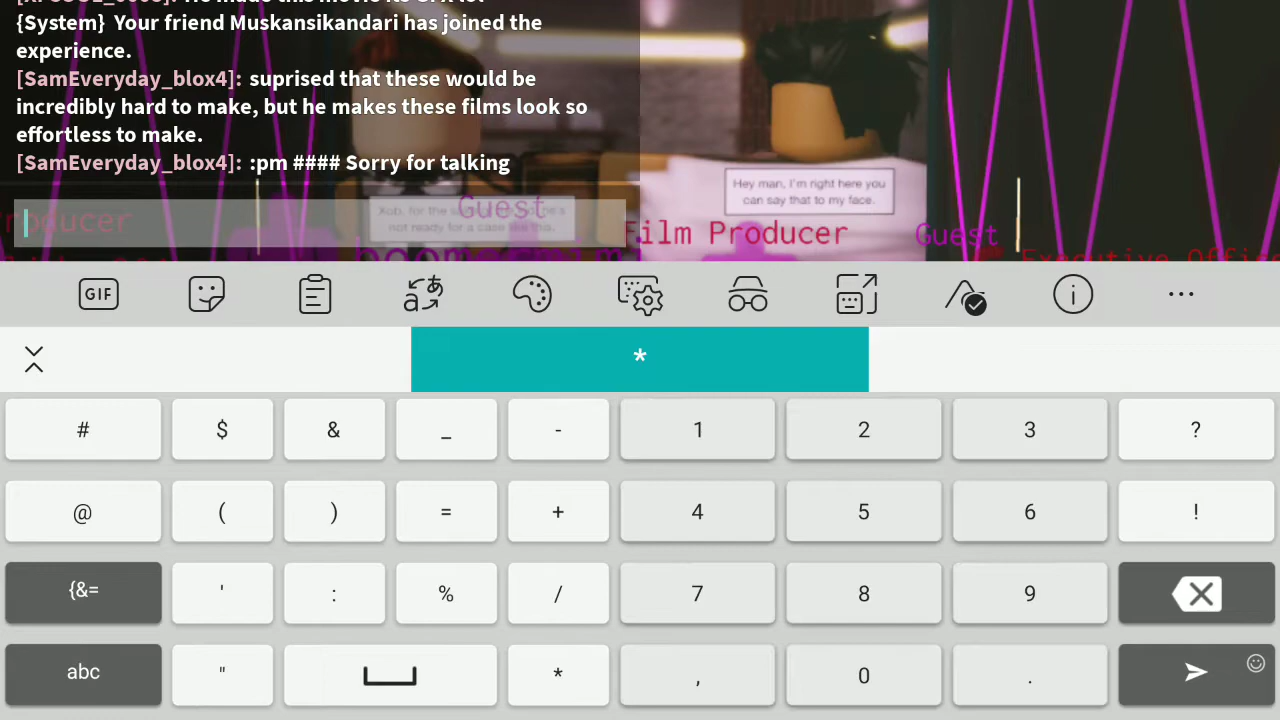 {System} Your friend Muskansikandari has joined the
experience.
[SamEveryday_blox4]: suprised that these would be
incredibly hard to make, but he makes these films look so
effortless to make.
[SamEveryday_blox4]: :pm #### Sorry for talking
Hey man, I'm right here you
can say that to my face.
roducer
Guest
Film Producer
Guest
Executive Office
GIF
*
# $ & _ - 1 2 3 ?
@ ( ) = + 4 5 6 !
{&= ' : % / 7 8 9
abc " * , 0 .